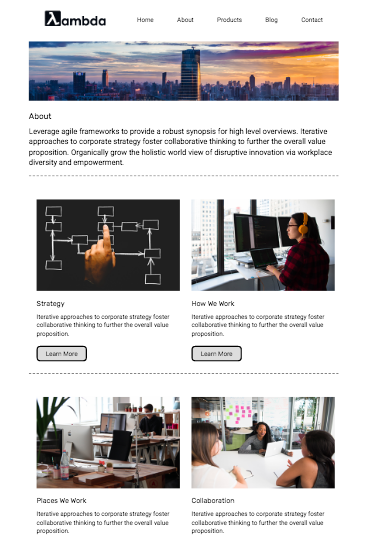 λambda
Home About Products Blog Contact
About
Leverage agile frameworks to provide a robust synopsis for high level overviews. Iterative
approaches to corporate strategy foster collaborative thinking to further the overall value
proposition. Organically grow the holistic world view of disruptive innovation via workplace
diversity and empowerment.
Strategy
Iterative approaches to corporate strategy foster
collaborative thinking to further the overall value
proposition.
Learn More
How We Work
Iterative approaches to corporate strategy foster
collaborative thinking to further the overall value
proposition.
Learn More
Places We Work
Iterative approaches to corporate strategy foster
collaborative thinking to further the overall value
proposition.
Collaboration
Iterative approaches to corporate strategy foster
collaborative thinking to further the overall value
proposition.